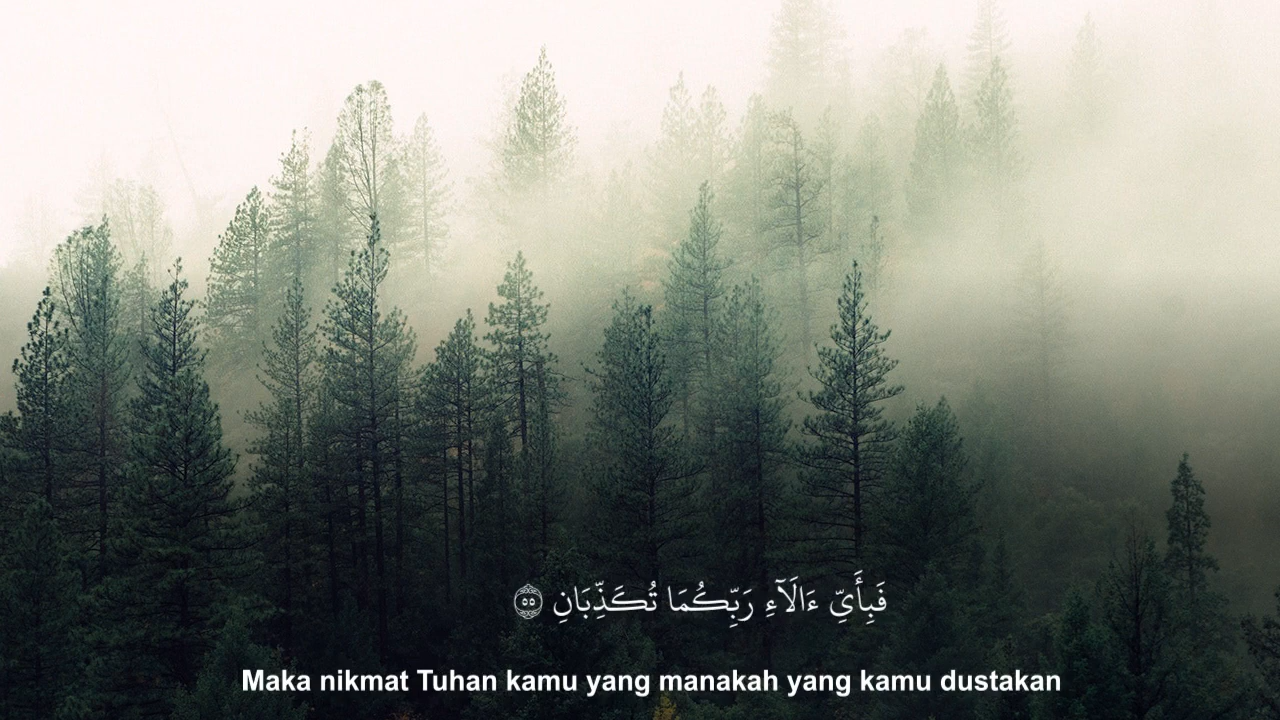 فَبِأَيِّ ءَالَآءِ رَبِّكُمَا تُكَذِّبَانِ ۝٥٥
Maka nikmat Tuhan kamu yang manakah yang kamu dustakan